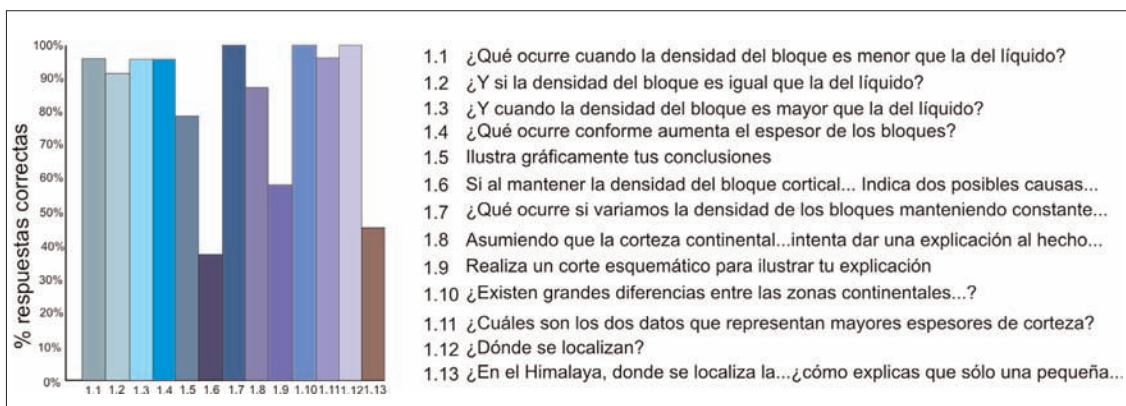 % respuestas correctas
100%
90%
80%
70%
60%
50%
40%
30%
20%
10%
0%
1.1 1.2 1.3 1.4 1.5 1.6 1.7 1.8 1.9 1.10 1.11 1.12 1.13
1.1 ¿Qué ocurre cuando la densidad del bloque es menor que la del líquido?
1.2 ¿Y si la densidad del bloque es igual que la del líquido?
1.3 ¿Y cuando la densidad del bloque es mayor que la del líquido?
1.4 ¿Qué ocurre conforme aumenta el espesor de los bloques?
1.5 Ilustra gráficamente tus conclusiones
1.6 Si al mantener la densidad del bloque cortical... Indica dos posibles causas...
1.7 ¿Qué ocurre si variamos la densidad de los bloques manteniendo constante...
1.8 Asumiendo que la corteza continental...intenta dar una explicación al hecho...
1.9 Realiza un corte esquemático para ilustrar tu explicación
1.10 ¿Existen grandes diferencias entre las zonas continentales...?
1.11 ¿Cuáles son los dos datos que representan mayores espesores de corteza?
1.12 ¿Dónde se localizan?
1.13 ¿En el Himalaya, donde se localiza la...¿cómo explicas que sólo una pequeña...